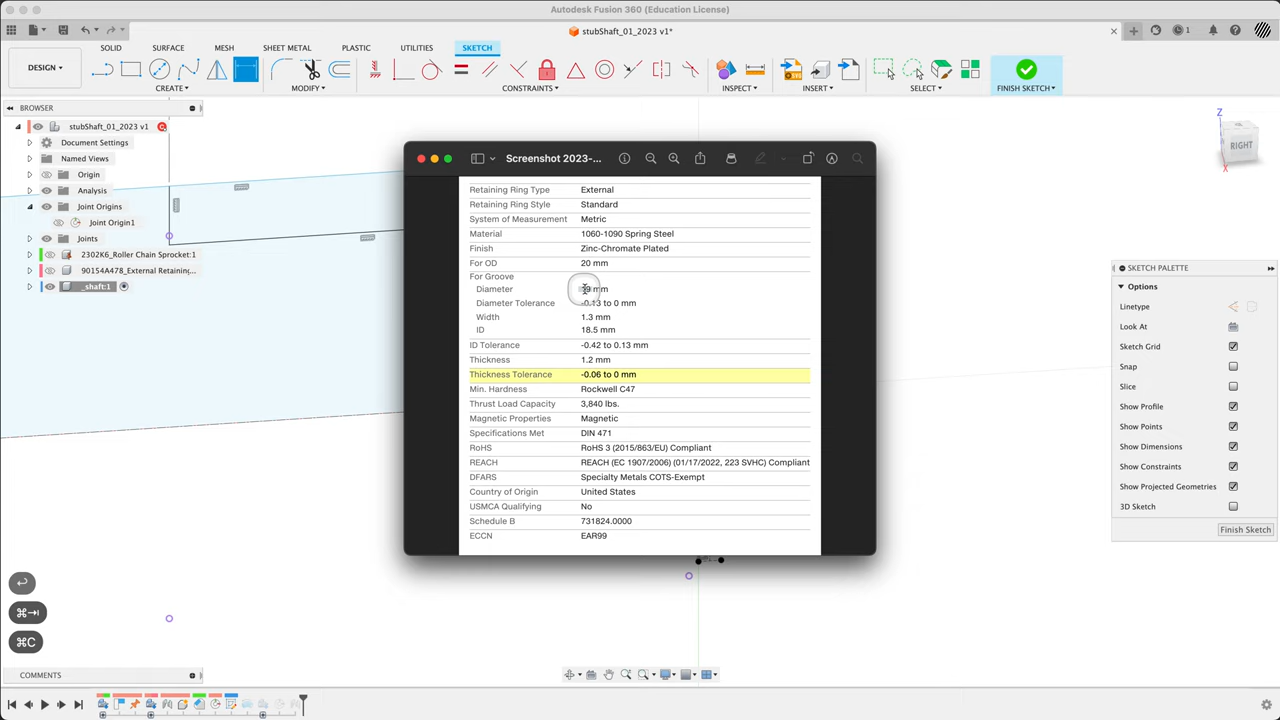 Autodesk Fusion 360 (Education License)
stubShaft_01_2023 v1*
1
DESIGN
SOLID SURFACE MESH SHEET METAL PLASTIC UTILITIES SKETCH
CREATE MODIFY CONSTRAINTS INSPECT INSERT SELECT FINISH SKETCH
BROWSER
stubShaft_01_2023 v1
Document Settings
Named Views
Origin
Analysis
Joint Origins
Joint Origin1
Joints
2302K6_Roller Chain Sprocket:1
90154A478_External Retaining...
_shaft:1
Z
RIGHT
X
Screenshot 2023-...
Retaining Ring Type External
Retaining Ring Style Standard
System of Measurement Metric
Material 1060-1090 Spring Steel
Finish Zinc-Chromate Plated
For OD 20 mm
For Groove
Diameter mm
Diameter Tolerance -0.13 to 0 mm
Width 1.3 mm
ID 18.5 mm
ID Tolerance -0.42 to 0.13 mm
Thickness 1.2 mm
Thickness Tolerance -0.06 to 0 mm
Min. Hardness Rockwell C47
Thrust Load Capacity 3,840 lbs.
Magnetic Properties Magnetic
Specifications Met DIN 471
RoHS RoHS 3 (2015/863/EU) Compliant
REACH REACH (EC 1907/2006) (01/17/2022, 223 SVHC) Compliant
DFARS Specialty Metals COTS-Exempt
Country of Origin United States
USMCA Qualifying No
Schedule B 731824.0000
ECCN EAR99
SKETCH PALETTE
Options
Linetype
Look At
Sketch Grid
Snap
Slice
Show Profile
Show Points
Show Dimensions
Show Constraints
Show Projected Geometries
3D Sketch
Finish Sketch
⌘C
COMMENTS